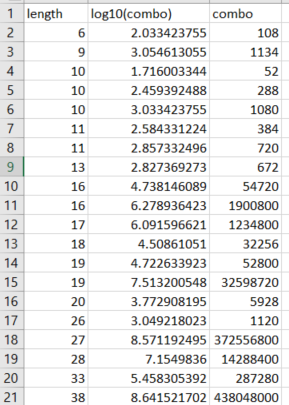 1 length log10(combo) combo
2 6 2.033423755 108
3 9 3.054613055 1134
4 10 1.716003344 52
5 10 2.459392488 288
6 10 3.033423755 1080
7 11 2.584331224 384
8 11 2.857332496 720
9 13 2.827369273 672
10 16 4.738146089 54720
11 16 6.278936423 1900800
12 17 6.091596621 1234800
13 18 4.50861051 32256
14 19 4.722633923 52800
15 19 7.513200548 32598720
16 20 3.772908195 5928
17 26 3.049218023 1120
18 27 8.571192495 372556800
19 28 7.1549836 14288400
20 33 5.458305392 287280
21 38 8.641521702 438048000